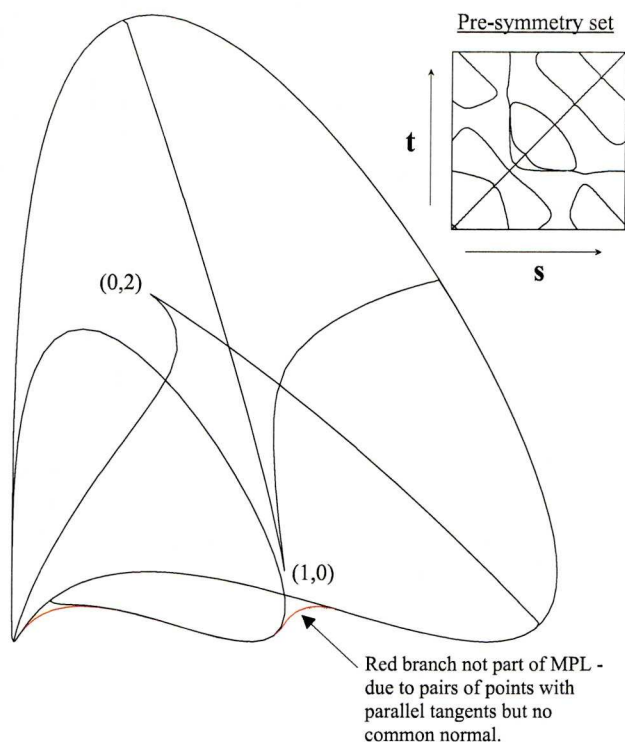 Pre-symmetry set
t
s
(0,2)
(1,0)
Red branch not part of MPL -
due to pairs of points with
parallel tangents but no
common normal.